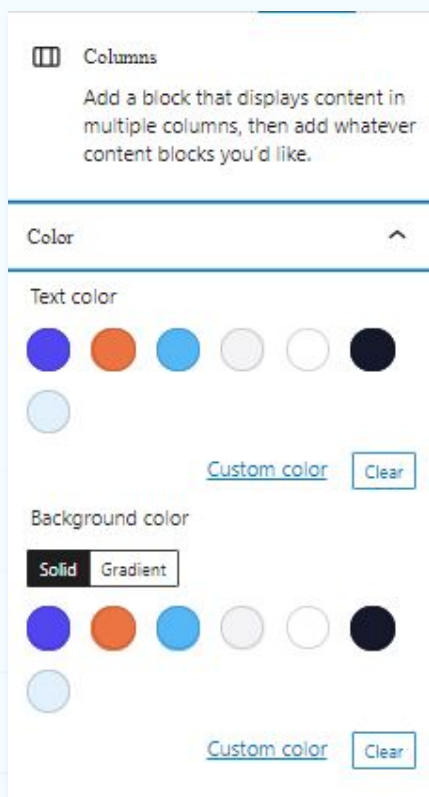 Columns
Add a block that displays content in
multiple columns, then add whatever
content blocks you'd like.
Color
Text color
Custom color Clear
Background color
Solid Gradient
Custom color Clear